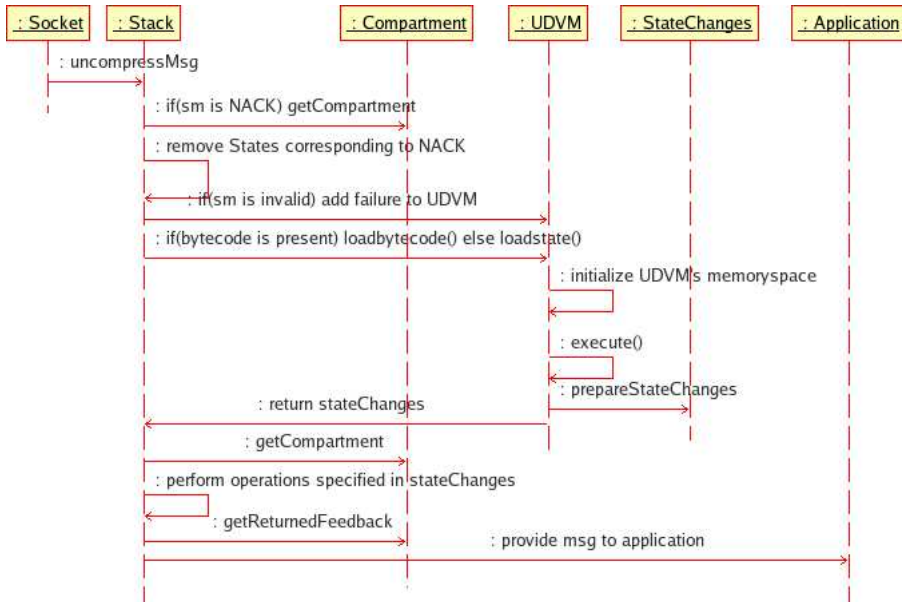 : Socket
: Stack
: Compartment
: UDVM
: StateChanges
: Application
: uncompressMsg
: if(sm is NACK) getCompartment
: remove States corresponding to NACK
: if(sm is invalid) add failure to UDVM
: if(bytecode is present) loadbytecode() else loadstate()
: initialize UDVM's memoryspace
: execute()
: prepareStateChanges
: return stateChanges
: getCompartment
: perform operations specified in stateChanges
: getReturnedFeedback
: provide msg to application